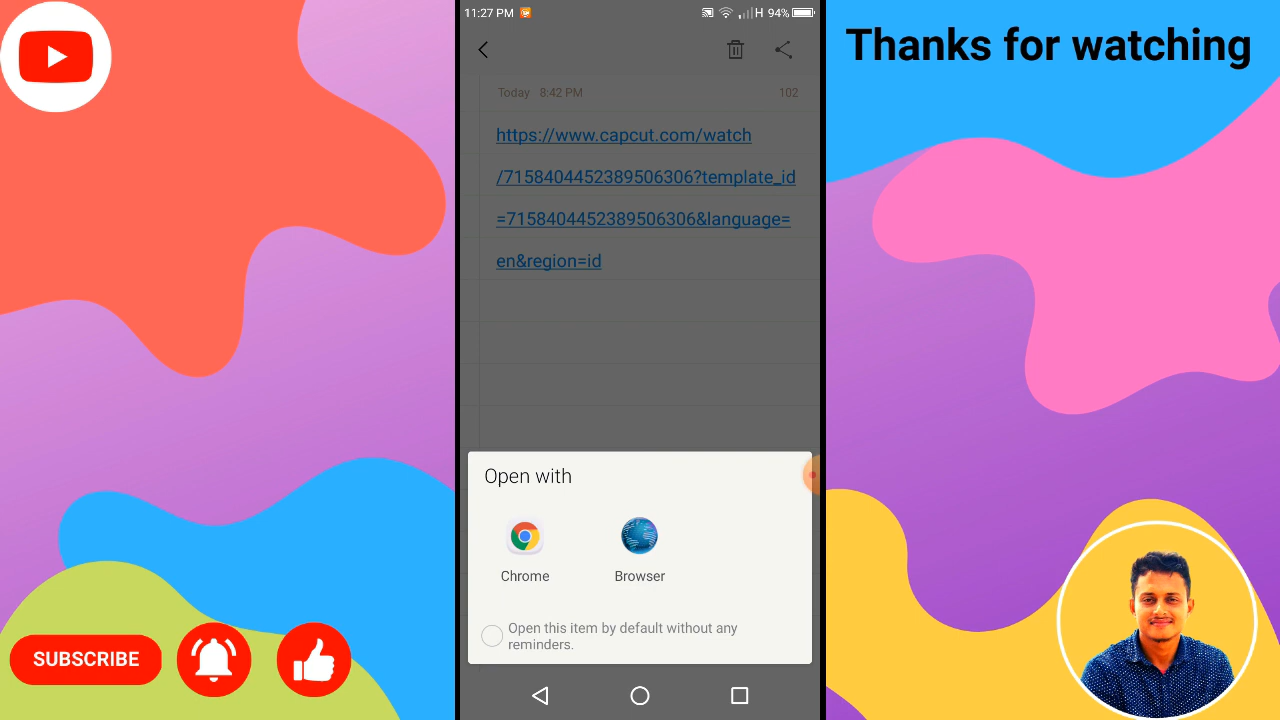 11:27 PM
H 94%
Thanks for watching
Today 8:42 PM
102
https://www.capcut.com/watch
/7158404452389506306?template_id
=7158404452389506306&language=
en&region=id
Open with
Chrome
Browser
Open this item by default without any
reminders.
SUBSCRIBE